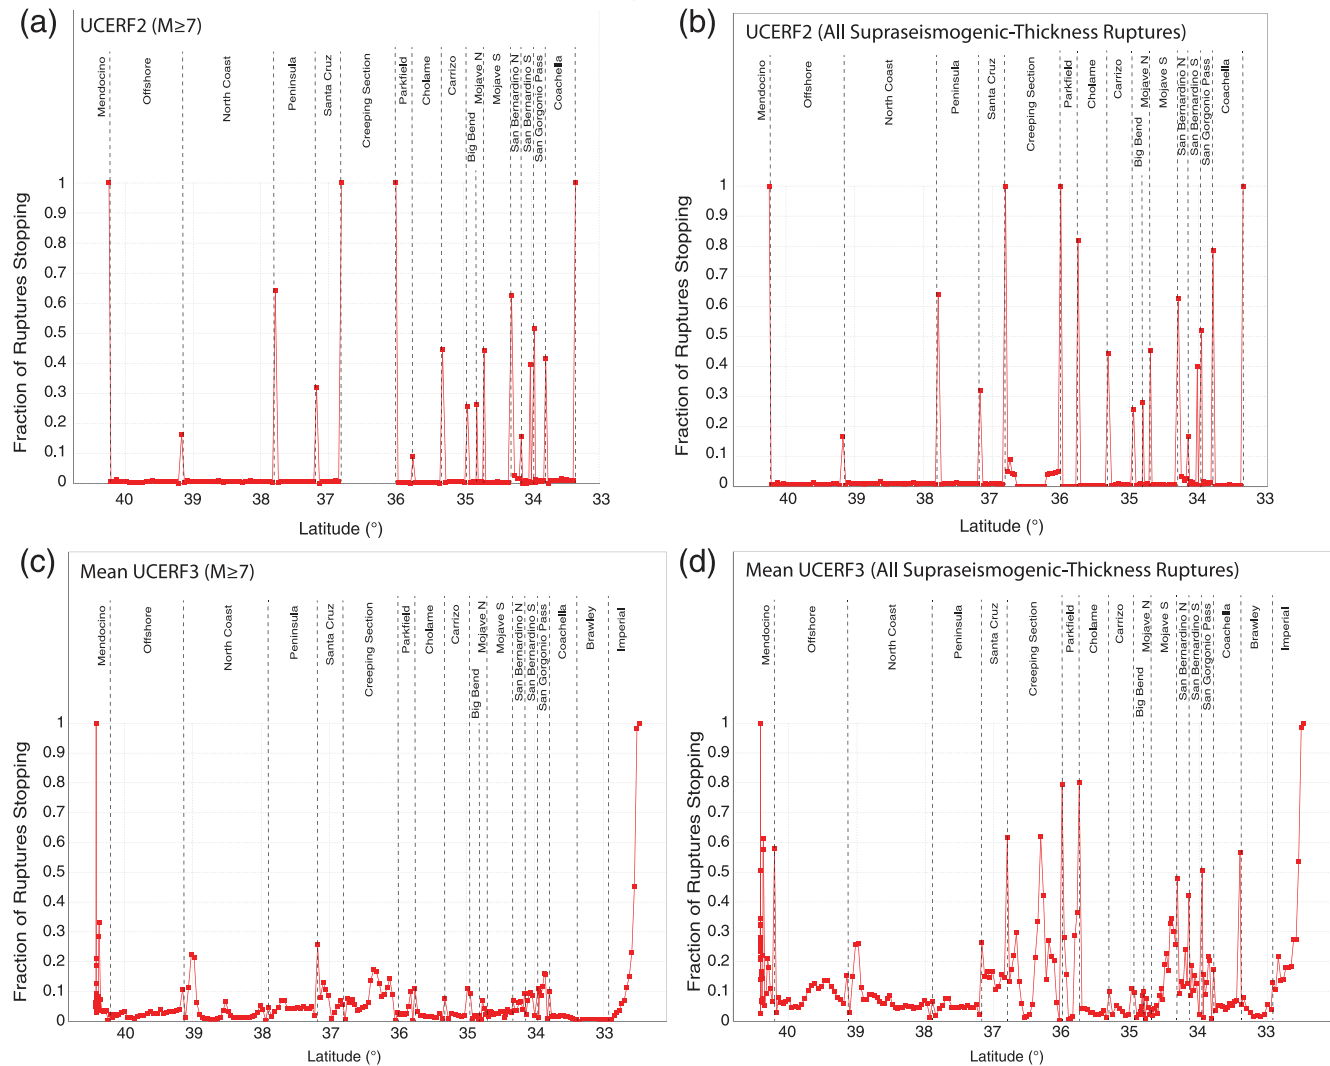 (a)
UCERF2 (M≥7)
Mendocino
Offshore
North Coast
Peninsula
Santa Cruz
Creeping Section
Parkfield
Cholame
Carrizo
Big Bend
Mojave N
Mojave S
San Bernardino N
San Bernardino S
San Gorgonio Pass
Coachella
Fraction of Ruptures Stopping
1
0.9
0.8
0.7
0.6
0.5
0.4
0.3
0.2
0.1
0
40 39 38 37 36 35 34 33
Latitude (°)
(b)
UCERF2 (All Supraseismogenic-Thickness Ruptures)
Mendocino
Offshore
North Coast
Peninsula
Santa Cruz
Creeping Section
Parkfield
Cholame
Carrizo
Big Bend
Mojave N
Mojave S
San Bernardino N
San Bernardino S
San Gorgonio Pass
Coachella
Fraction of Ruptures Stopping
1
0.9
0.8
0.7
0.6
0.5
0.4
0.3
0.2
0.1
0
40 39 38 37 36 35 34 33
Latitude (°)
(c)
Mean UCERF3 (M≥7)
Mendocino
Offshore
North Coast
Peninsula
Santa Cruz
Creeping Section
Parkfield
Cholame
Carrizo
Big Bend
Mojave N
Mojave S
San Bernardino N
San Bernardino S
San Gorgonio Pass
Coachella
Brawley
Imperial
Fraction of Ruptures Stopping
1
0.9
0.8
0.7
0.6
0.5
0.4
0.3
0.2
0.1
0
40 39 38 37 36 35 34 33
Latitude (°)
(d)
Mean UCERF3 (All Supraseismogenic-Thickness Ruptures)
Mendocino
Offshore
North Coast
Peninsula
Santa Cruz
Creeping Section
Parkfield
Cholame
Carrizo
Big Bend
Mojave N
Mojave S
San Bernardino N
San Bernardino S
San Gorgonio Pass
Coachella
Brawley
Imperial
Fraction of Ruptures Stopping
1
0.9
0.8
0.7
0.6
0.5
0.4
0.3
0.2
0.1
0
40 39 38 37 36 35 34 33
Latitude (°)